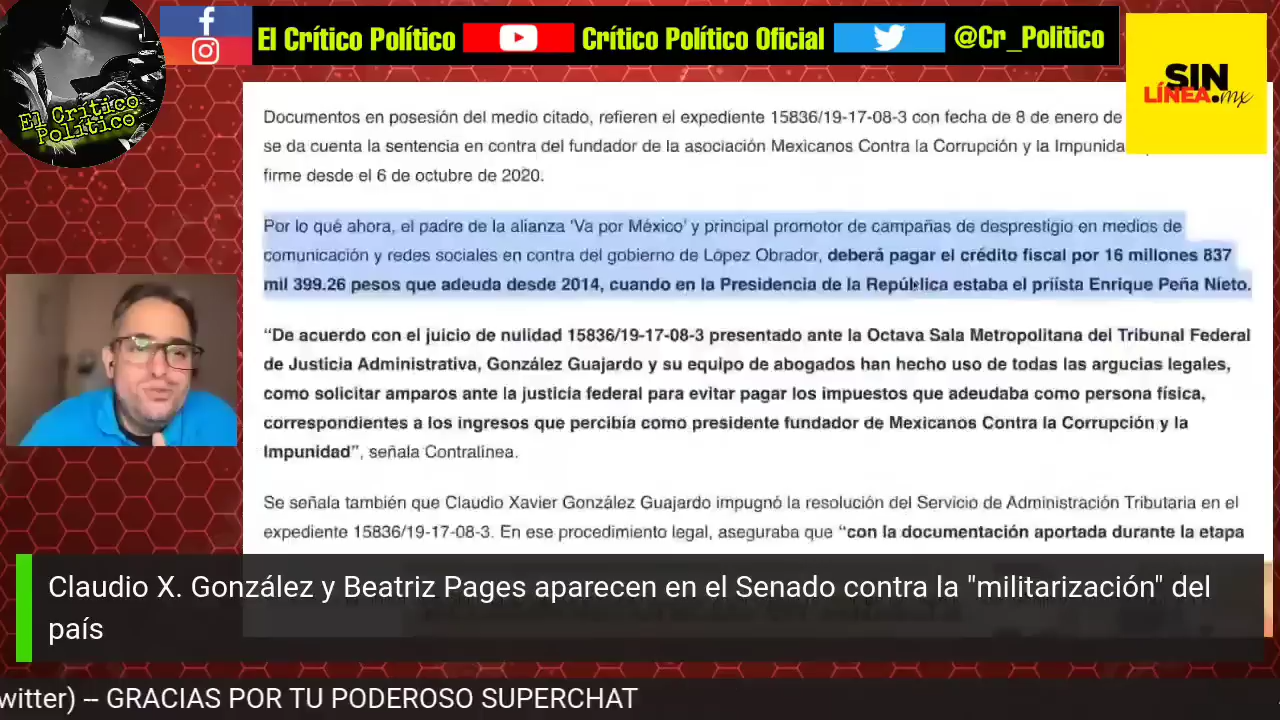 El Crítico Político
El Crítico Político
Crítico Político Oficial
@Cr_Politico
SIN
LÍNEA.mx
Documentos en posesión del medio citado, refieren el expediente 15836/19-17-08-3 con fecha de 8 de enero de
se da cuenta la sentencia en contra del fundador de la asociación Mexicanos Contra la Corrupción y la
firme desde el 6 de octubre de 2020.
Por lo qué ahora, el padre de la alianza 'Va por México' y principal promotor de campañas de desprestigio en medios de
comunicación y redes sociales en contra del gobierno de López Obrador, deberá pagar el crédito fiscal por 16 millones 837
mil 399.26 pesos que adeuda desde 2014, cuando en la Presidencia de la República estaba el priísta Enrique Peña Nieto.
“De acuerdo con el juicio de nulidad 15836/19-17-08-3 presentado ante la Octava Sala Metropolitana del Tribunal Federal
de Justicia Administrativa, González Guajardo y su equipo de abogados han hecho uso de todas las argucias legales,
como solicitar amparos ante la justicia federal para evitar pagar los impuestos que adeudaba como persona física,
correspondientes a los ingresos que percibía como presidente fundador de Mexicanos Contra la Corrupción y la
Impunidad”, señala Contralínea.
Se señala también que Claudio Xavier González Guajardo impugnó la resolución del Servicio de Administración Tributaria en el
expediente 15836/19-17-08-3. En ese procedimiento legal, aseguraba que “con la documentación aportada durante la etapa
Claudio X. González y Beatriz Pages aparecen en el Senado contra la "militarización" del
país
witter) -- GRACIAS POR TU PODEROSO SUPERCHAT